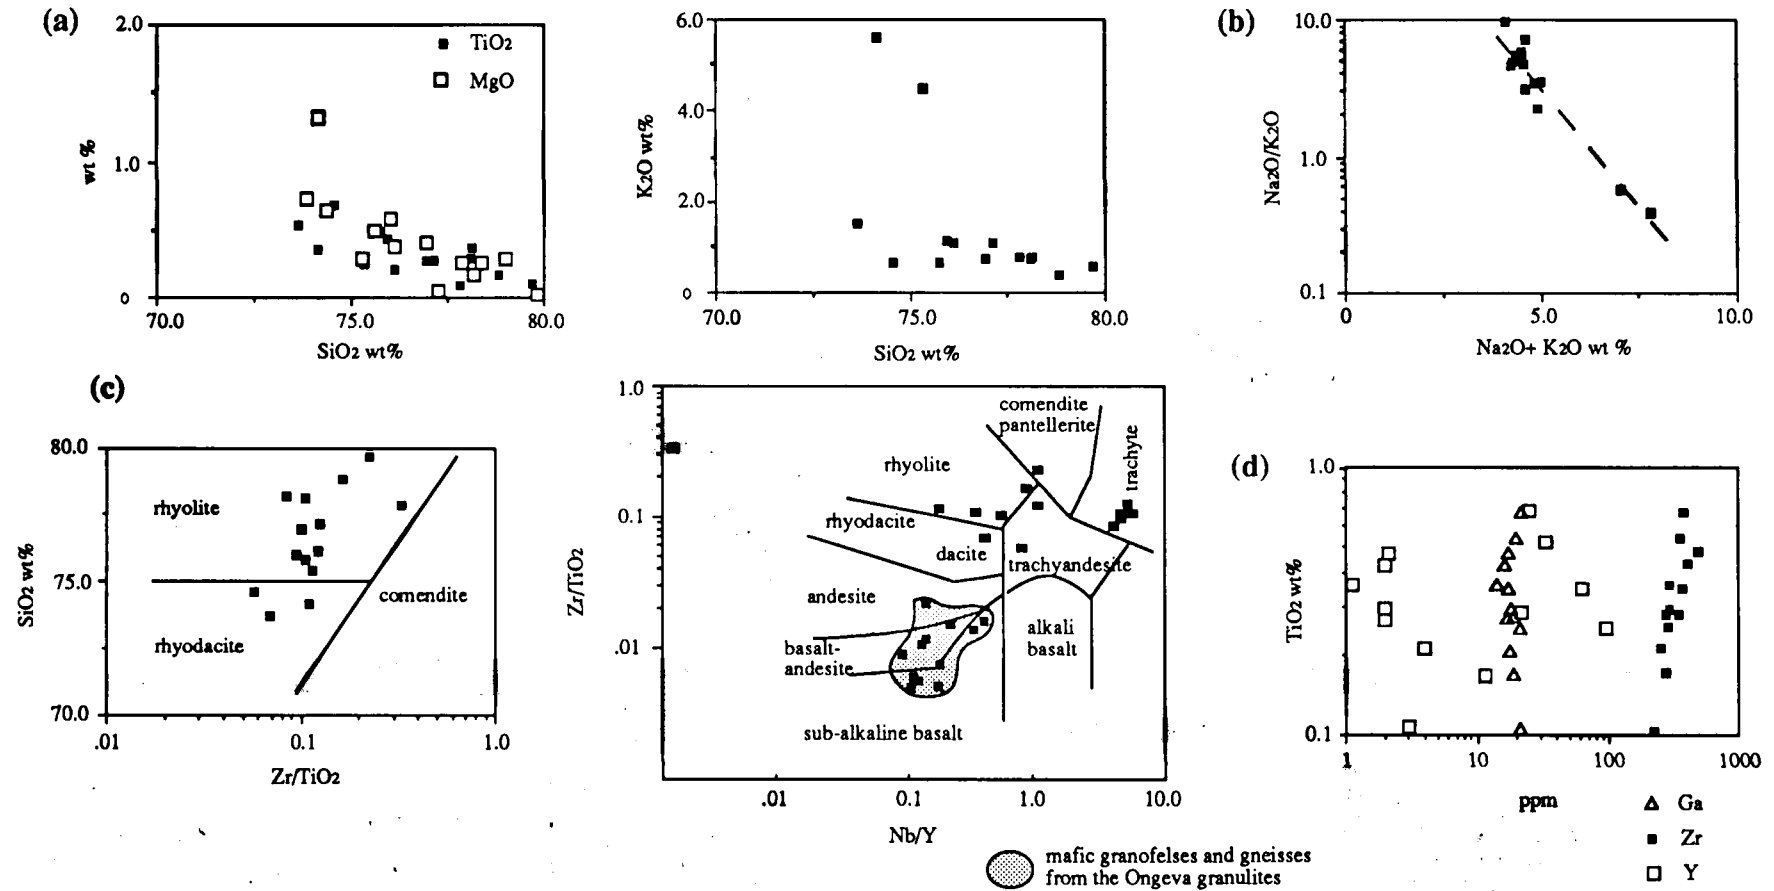 (a)
2.0
1.0
0
wt %
TiO2
MgO
70.0
75.0
80.0
SiO2 wt%
6.0
4.0
2.0
0
K2O wt%
70.0
75.0
80.0
SiO2 wt%
(b)
10.0
1.0
0.1
Na2O/K2O
0
5.0
10.0
Na2O+ K2O wt %
(c)
80.0
75.0
70.0
SiO2 wt%
rhyolite
rhyodacite
comendite
.01
0.1
1.0
Zr/TiO2
1.0
0.1
.01
Zr/TiO2
comendite
pantellerite
trachyte
rhyolite
rhyodacite
dacite
trachyandesite
andesite
basalt-
andesite
alkali
basalt
sub-alkaline basalt
.01
0.1
1.0
10.0
Nb/Y
mafic granofelses and gneisses
from the Ongeva granulites
(d)
1.0
0.1
TiO2 wt%
1
10
100
1000
ppm
Ga
Zr
Y